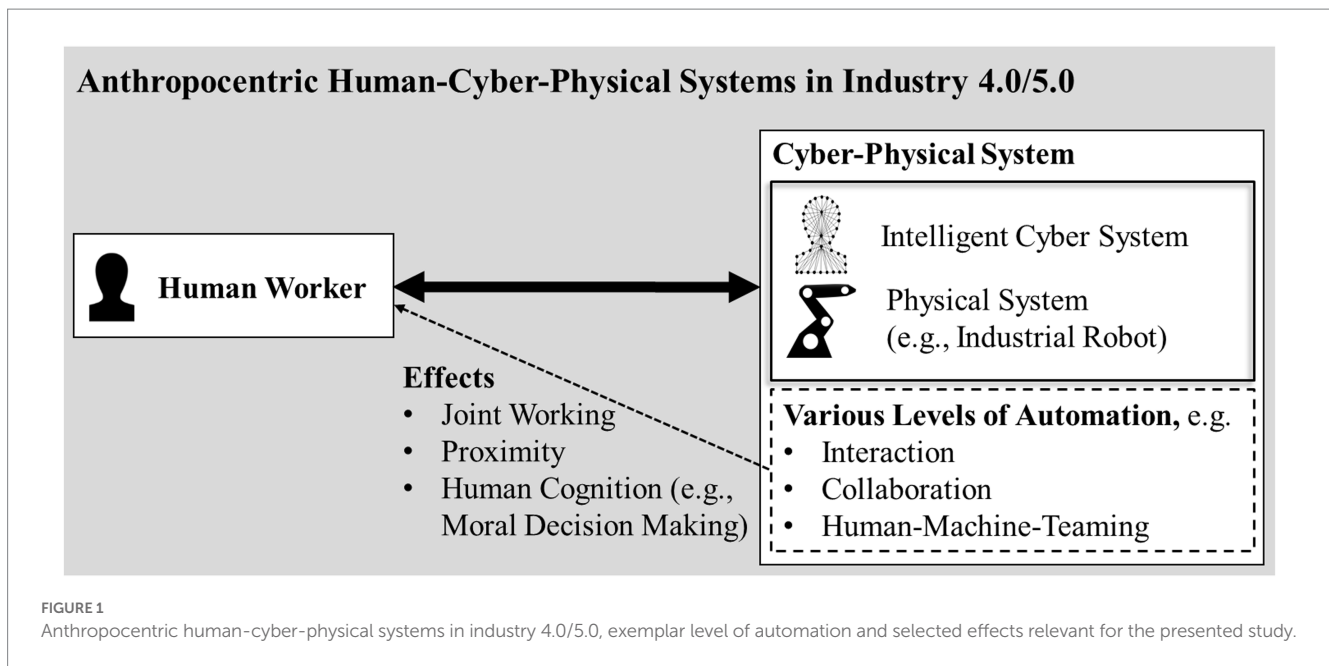 Anthropocentric Human-Cyber-Physical Systems in Industry 4.0/5.0
Human Worker
Effects
• Joint Working
• Proximity
• Human Cognition (e.g.,
Moral Decision Making)
Cyber-Physical System
Intelligent Cyber System
Physical System
(e.g., Industrial Robot)
Various Levels of Automation, e.g.
• Interaction
• Collaboration
• Human-Machine-Teaming
FIGURE 1
Anthropocentric human-cyber-physical systems in industry 4.0/5.0, exemplar level of automation and selected effects relevant for the presented study.